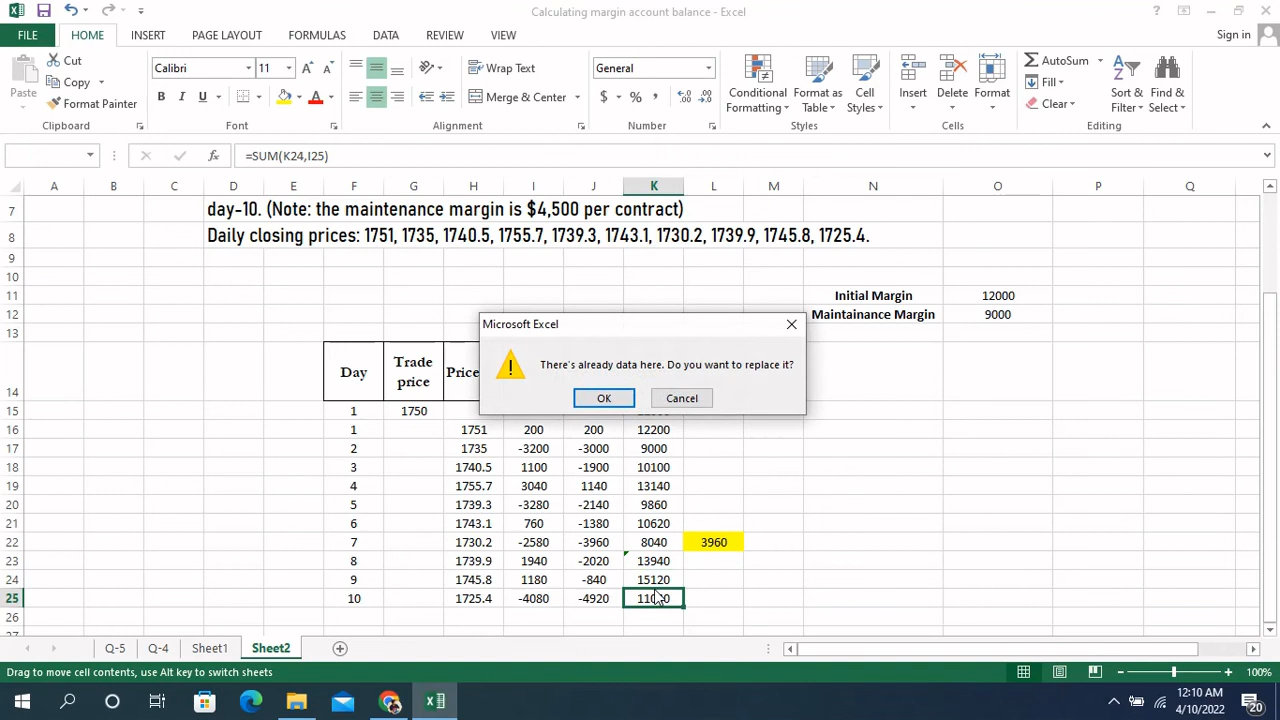 Calculating margin account balance - Excel
FILE HOME INSERT PAGE LAYOUT FORMULAS DATA REVIEW VIEW Sign in
Paste
Cut
Copy
Format Painter
Clipboard
Calibri 11
B I U
Font
Wrap Text
Merge & Center
Alignment
General
$ % ,
Number
Conditional Formatting
Format as Table
Cell Styles
Styles
Insert Delete Format
Cells
AutoSum
Fill
Clear
Sort & Filter
Find & Select
Editing
=SUM(K24,I25)
A B C D E F G H I J K L M N O P Q
7 day-10. (Note: the maintenance margin is $4,500 per contract)
8 Daily closing prices: 1751, 1735, 1740.5, 1755.7, 1739.3, 1743.1, 1730.2, 1739.9, 1745.8, 1725.4.
9
10
11 Initial Margin 12000
12 Maintainance Margin 9000
13
Microsoft Excel
There's already data here. Do you want to replace it?
OK Cancel
14 Day Trade price Price
15 1 1750
16 1 1751 200 200 12200
17 2 1735 -3200 -3000 9000
18 3 1740.5 1100 -1900 10100
19 4 1755.7 3040 1140 13140
20 5 1739.3 -3280 -2140 9860
21 6 1743.1 760 -1380 10620
22 7 1730.2 -2580 -3960 8040 3960
23 8 1739.9 1940 -2020 13940
24 9 1745.8 1180 -840 15120
25 10 1725.4 -4080 -4920
26
Q-5 Q-4 Sheet1 Sheet2
Drag to move cell contents, use Alt key to switch sheets 100%
12:10 AM
4/10/2022
20